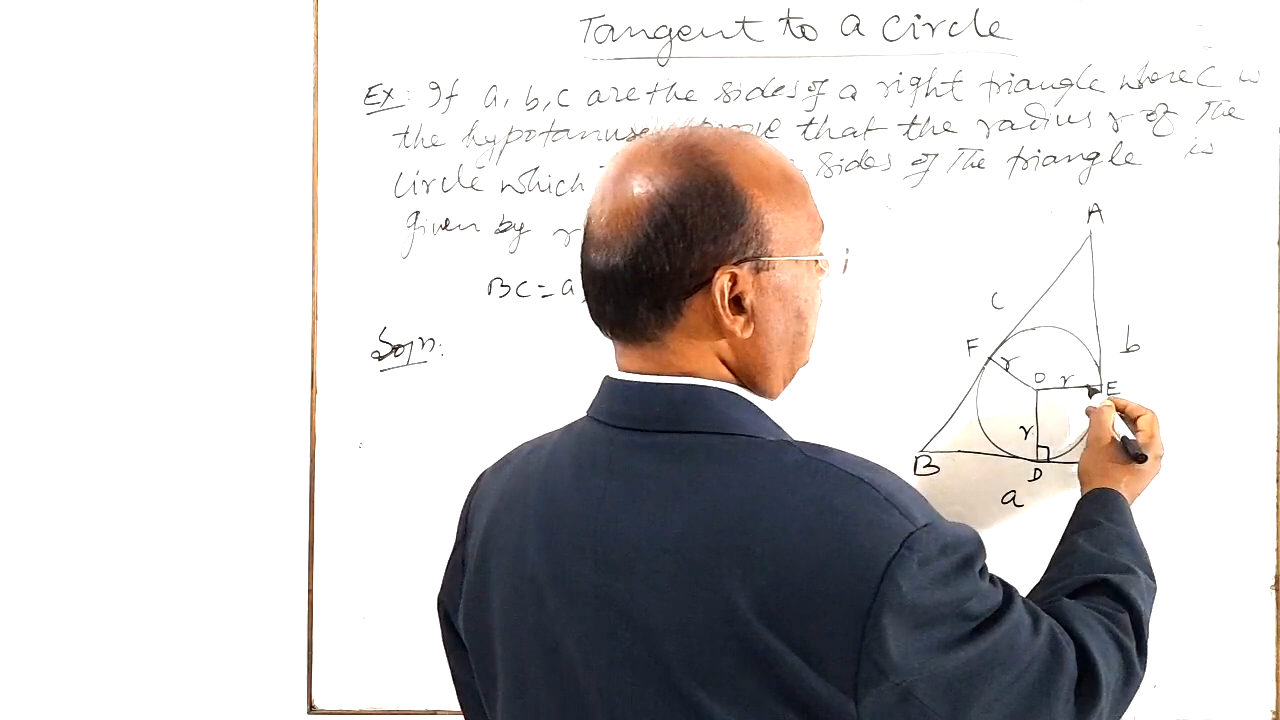 Tangent to a circle
Ex: If a, b, c are the sides of a right triangle where c is
the hypotanuse that the radius r of the
circle which sides of the triangle is
given by r
BC = a,
Soln:
A
C
b
F
r
O
r
E
r
B
D
a